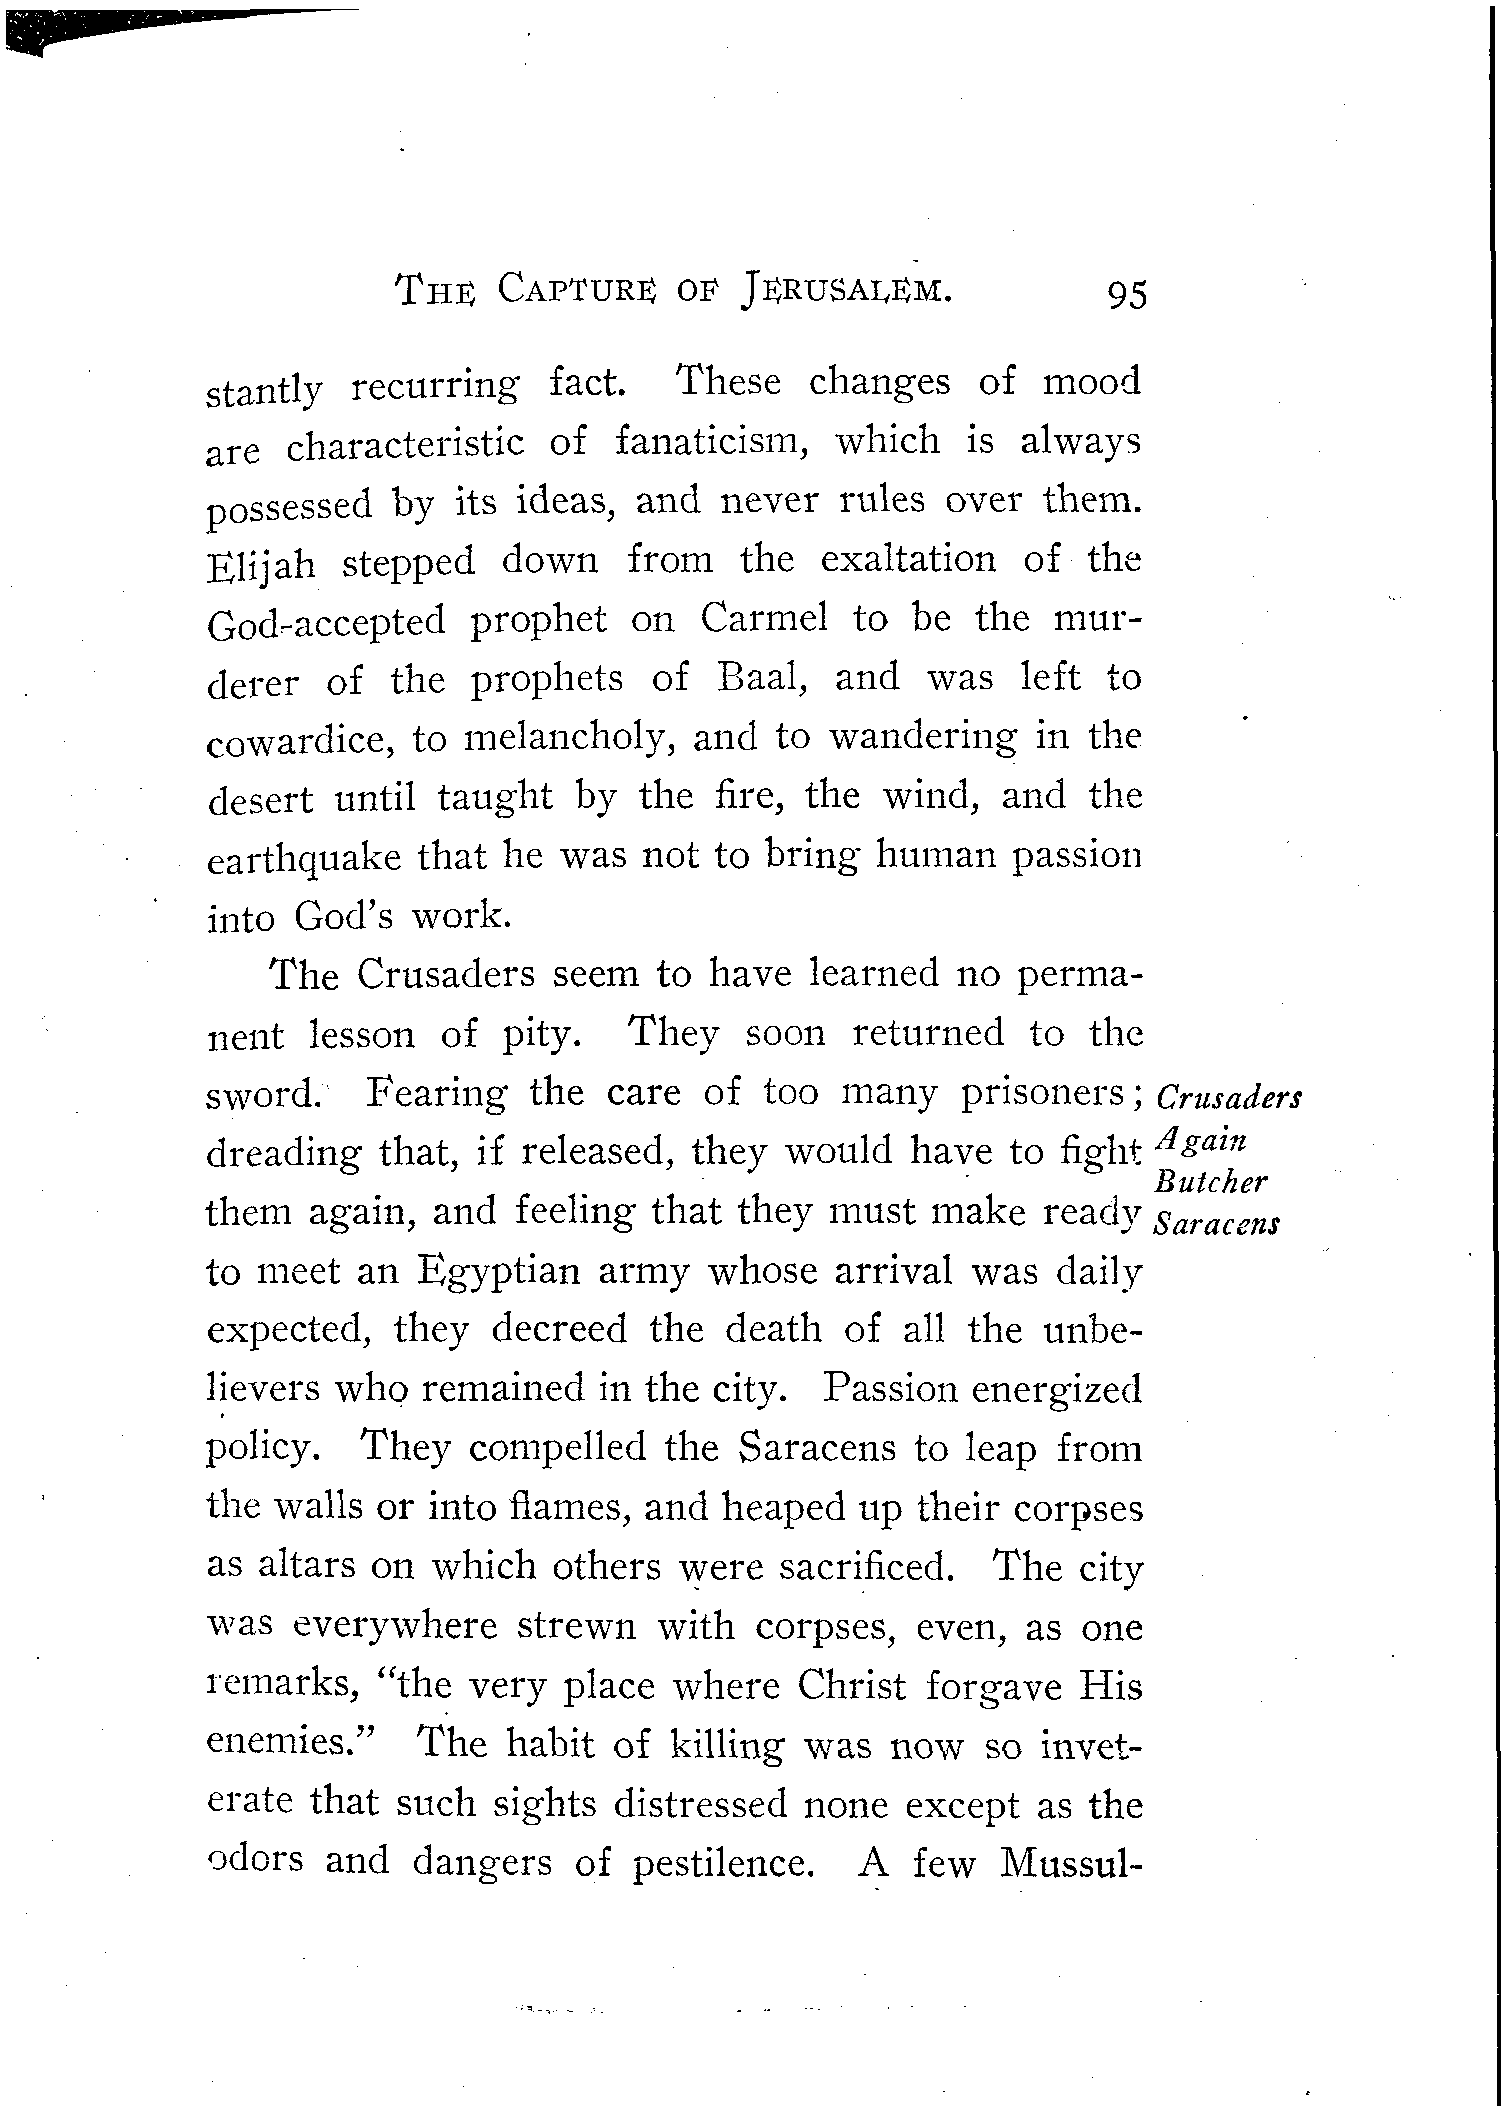 THE CAPTURE OF JERUSALEM. 95
stantly recurring fact. These changes of mood
are characteristic of fanaticism, which is always
possessed by its ideas, and never rules over them.
Elijah stepped down from the exaltation of the
God-accepted prophet on Carmel to be the mur-
derer of the prophets of Baal, and was left to
cowardice, to melancholy, and to wandering in the
desert until taught by the fire, the wind, and the
earthquake that he was not to bring human passion
into God's work.
The Crusaders seem to have learned no perma-
nent lesson of pity. They soon returned to the
sword. Fearing the care of too many prisoners;
dreading that, if released, they would have to fight
them again, and feeling that they must make ready
to meet an Egyptian army whose arrival was daily
expected, they decreed the death of all the unbe-
lievers who remained in the city. Passion energized
policy. They compelled the Saracens to leap from
the walls or into flames, and heaped up their corpses
as altars on which others were sacrificed. The city
was everywhere strewn with corpses, even, as one
remarks, "the very place where Christ forgave His
enemies." The habit of killing was now so invet-
erate that such sights distressed none except as the
odors and dangers of pestilence. A few Mussul-
Crusaders
Again
Butcher
Saracens